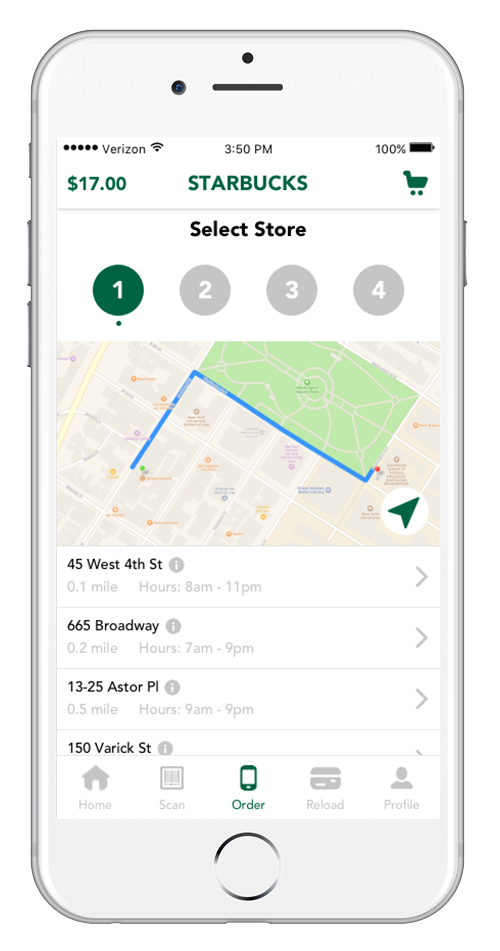 Verizon 3:50 PM 100%
$17.00 STARBUCKS
Select Store
1 2 3 4
45 West 4th St i
0.1 mile Hours: 8am - 11pm
665 Broadway i
0.2 mile Hours: 7am - 9pm
13-25 Astor Pl i
0.5 mile Hours: 9am - 9pm
150 Varick St i
Home Scan Order Reload Profile